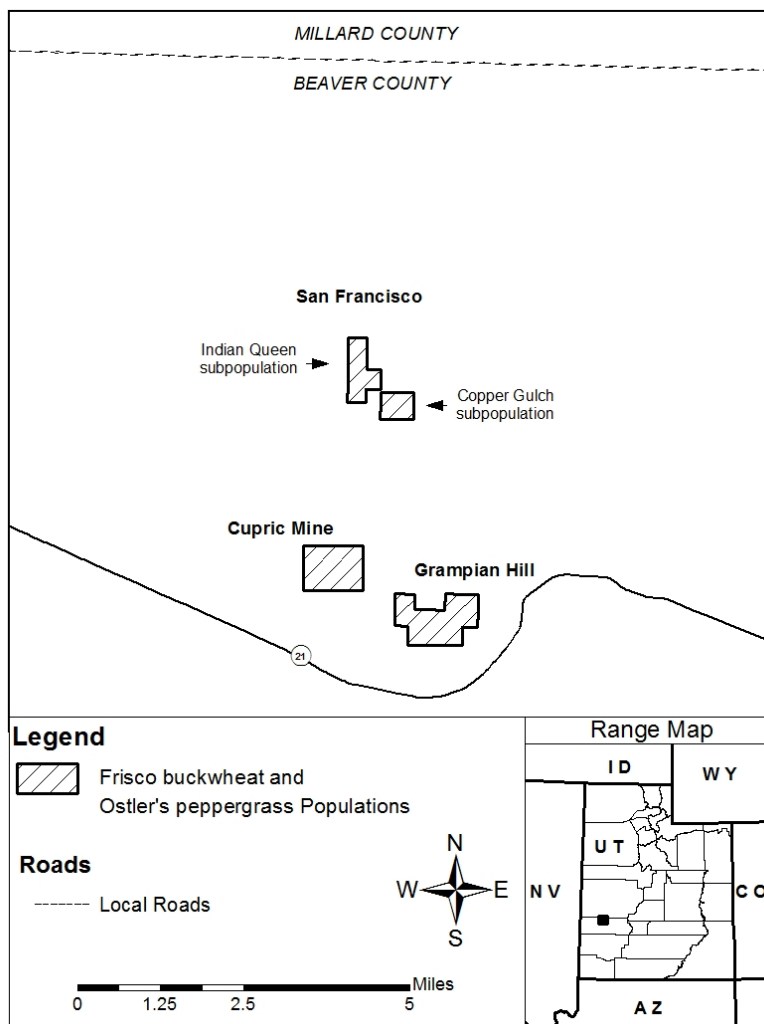 MILLARD COUNTY
BEAVER COUNTY
San Francisco
Indian Queen
subpopulation
Copper Gulch
subpopulation
Cupric Mine
Grampian Hill
21
Legend
Frisco buckwheat and
Ostler's peppergrass Populations
Roads
Local Roads
N
W E
S
Miles
0 1.25 2.5 5
Range Map
ID
WY
UT
NV
CO
AZ